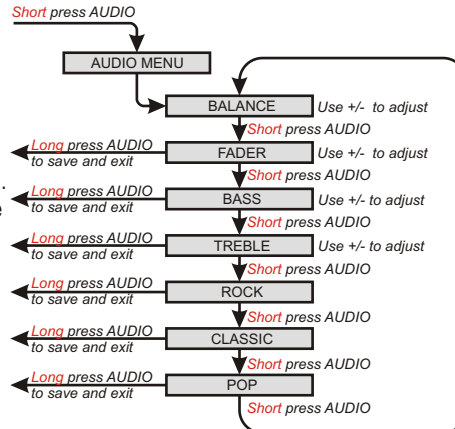 Short press AUDIO
AUDIO MENU
BALANCE Use +/- to adjust
Short press AUDIO
Long press AUDIO
to save and exit
FADER Use +/- to adjust
Short press AUDIO
.
e
Long press AUDIO
to save and exit
BASS Use +/- to adjust
Short press AUDIO
Long press AUDIO
to save and exit
TREBLE Use +/- to adjust
Short press AUDIO
Long press AUDIO
to save and exit
ROCK
Short press AUDIO
Long press AUDIO
to save and exit
CLASSIC
Short press AUDIO
Long press AUDIO
to save and exit
POP
Short press AUDIO